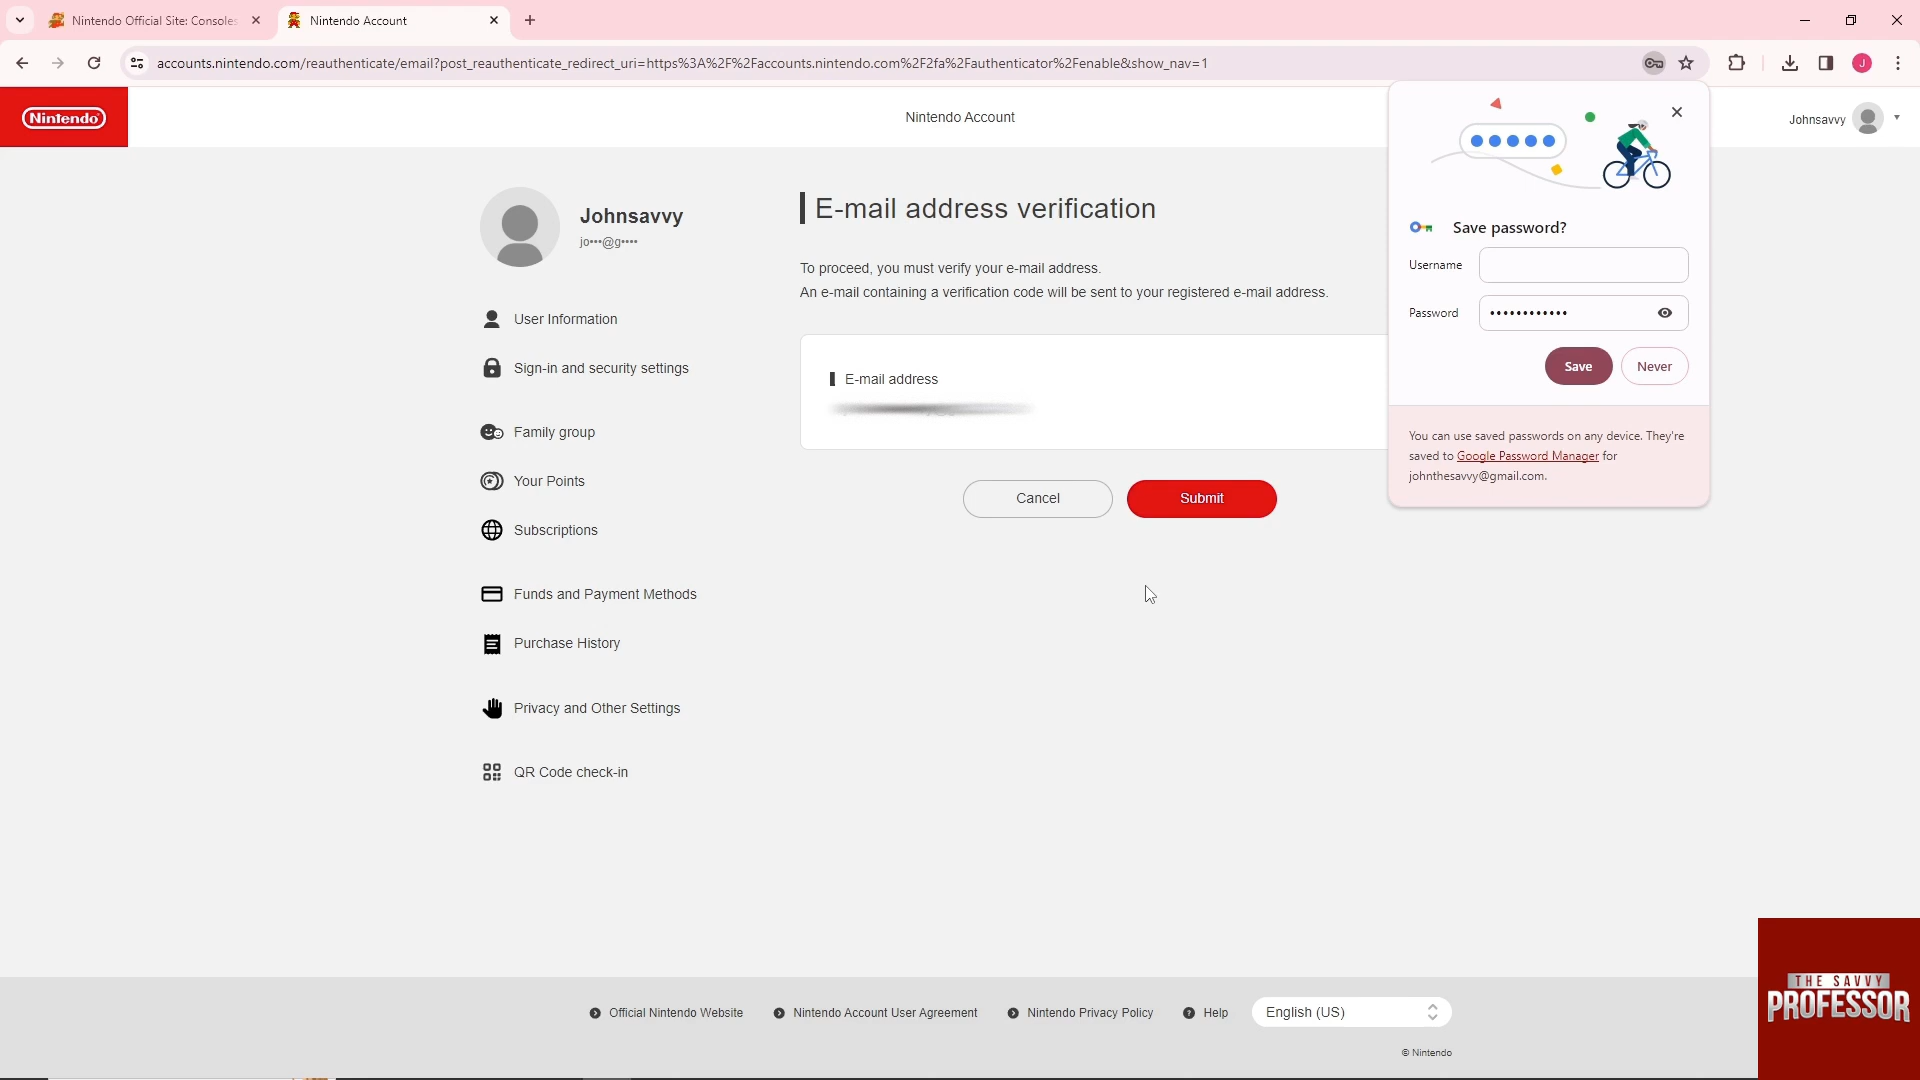 Nintendo Official Site: Consoles
Nintendo Account
accounts.nintendo.com/reauthenticate/email?post_reauthenticate_redirect_uri=https%3A%2F%2Faccounts.nintendo.com%2F2fa%2Fauthenticator%2Fenable&show_nav=1
J
Nintendo
Nintendo Account
Johnsavvy
Johnsavvy
jo•••@g••••
User Information
Sign-in and security settings
Family group
Your Points
Subscriptions
Funds and Payment Methods
Purchase History
Privacy and Other Settings
QR Code check-in
E-mail address verification
To proceed, you must verify your e-mail address.
An e-mail containing a verification code will be sent to your registered e-mail address.
E-mail address
Cancel
Submit
Save password?
Username
Password
••••••••••••
Save
Never
You can use saved passwords on any device. They're
saved to Google Password Manager for
johnthesavvy@gmail.com.
Official Nintendo Website
Nintendo Account User Agreement
Nintendo Privacy Policy
Help
English (US)
© Nintendo
THE SAVVY
PROFESSOR